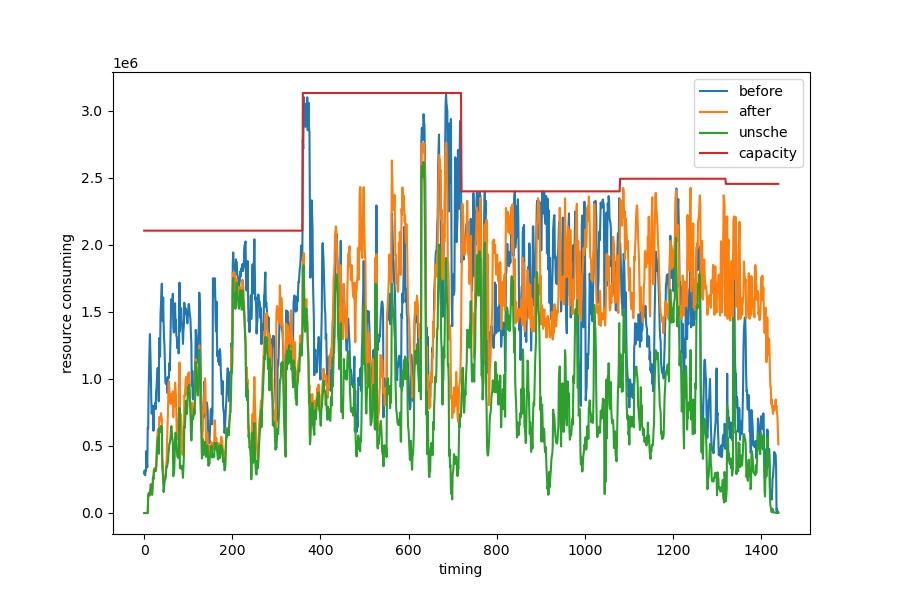 1e6
3.0
2.5
2.0
1.5
1.0
0.5
0.0
resource consuming
before
after
unsche
capacity
0 200 400 600 800 1000 1200 1400
timing